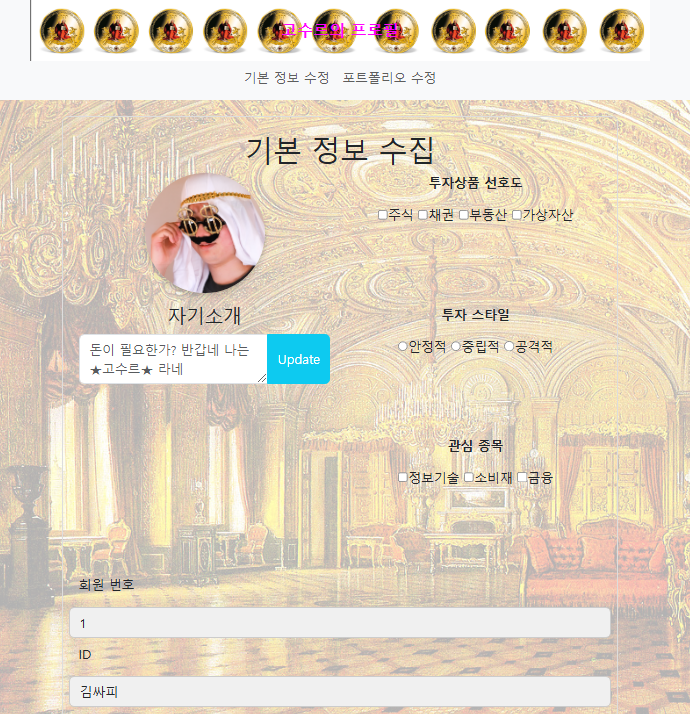 고수르의 프로필
기본 정보 수정 포트폴리오 수정
기본 정보 수집
투자상품 선호도
주식 채권 부동산 가상자산
자기소개
투자 스타일
돈이 필요한가? 반갑네 나는
★고수르★ 라네
Update
안정적 중립적 공격적
관심 종목
정보기술 소비재 금융
회원 번호
1
ID
김싸피